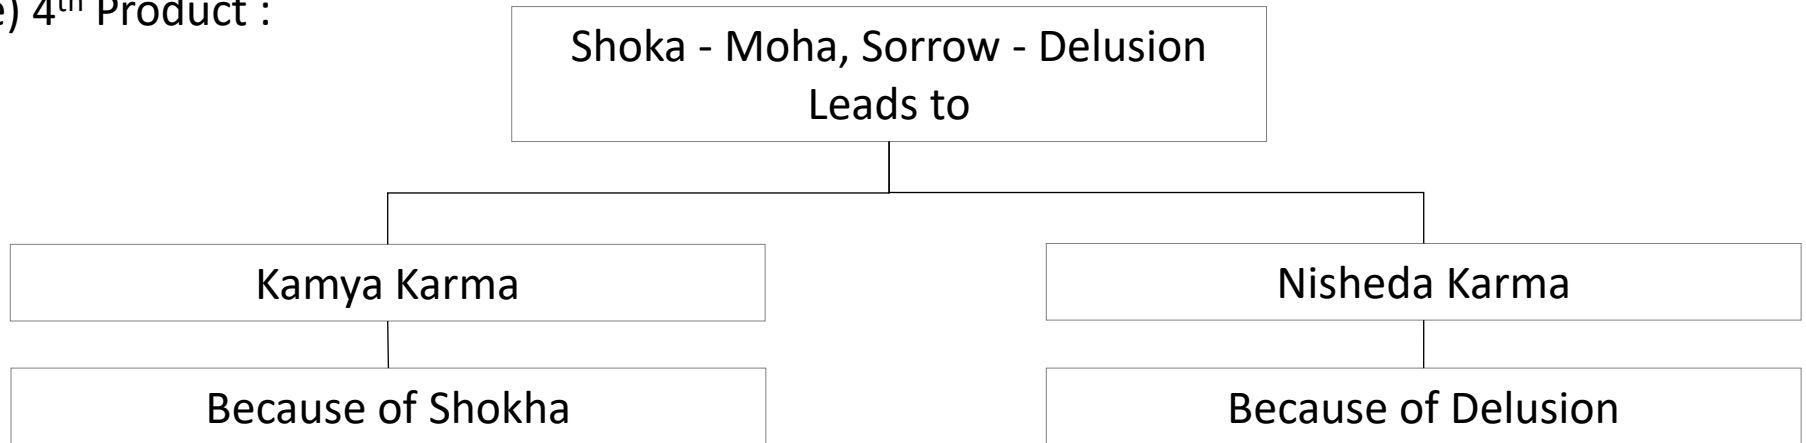 e) 4th Product :
Shoka - Moha, Sorrow - Delusion
Leads to
Kamya Karma
Nisheda Karma
Because of Shokha
Because of Delusion